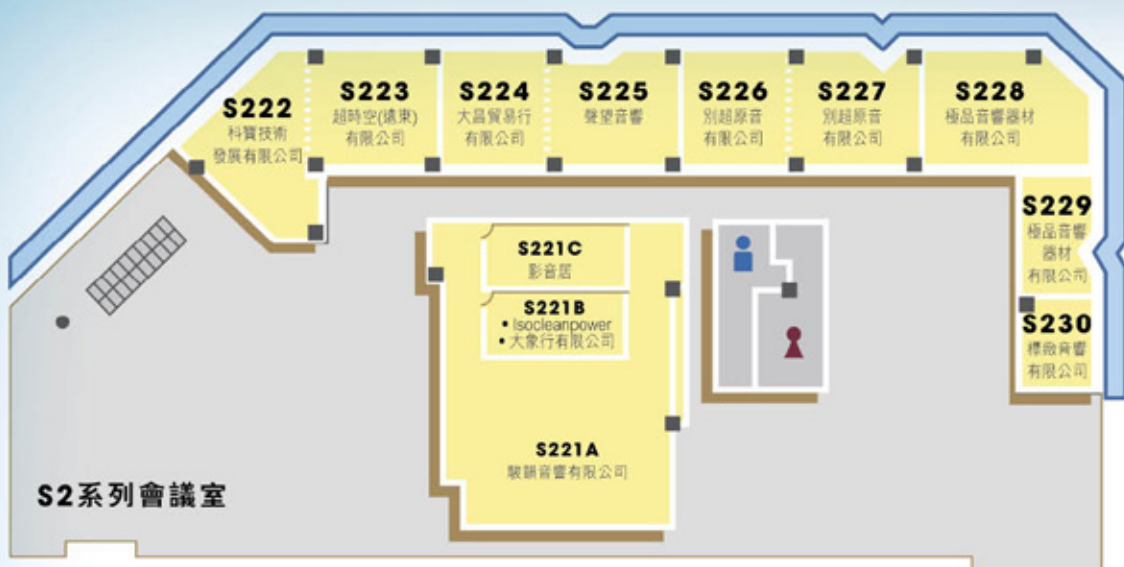 S222
科寶技術
發展有限公司
S223
超時空(遠東)
有限公司
S224
大昌貿易行
有限公司
S225
聲望音響
S226
別超原音
有限公司
S227
別超原音
有限公司
S228
極品音響器材
有限公司
S229
極品音響
器材
有限公司
S230
標緻音響
有限公司
S221C
影音居
S221B
• Isocleanpower
• 大象行有限公司
S221A
駿韻音響有限公司
S2系列會議室